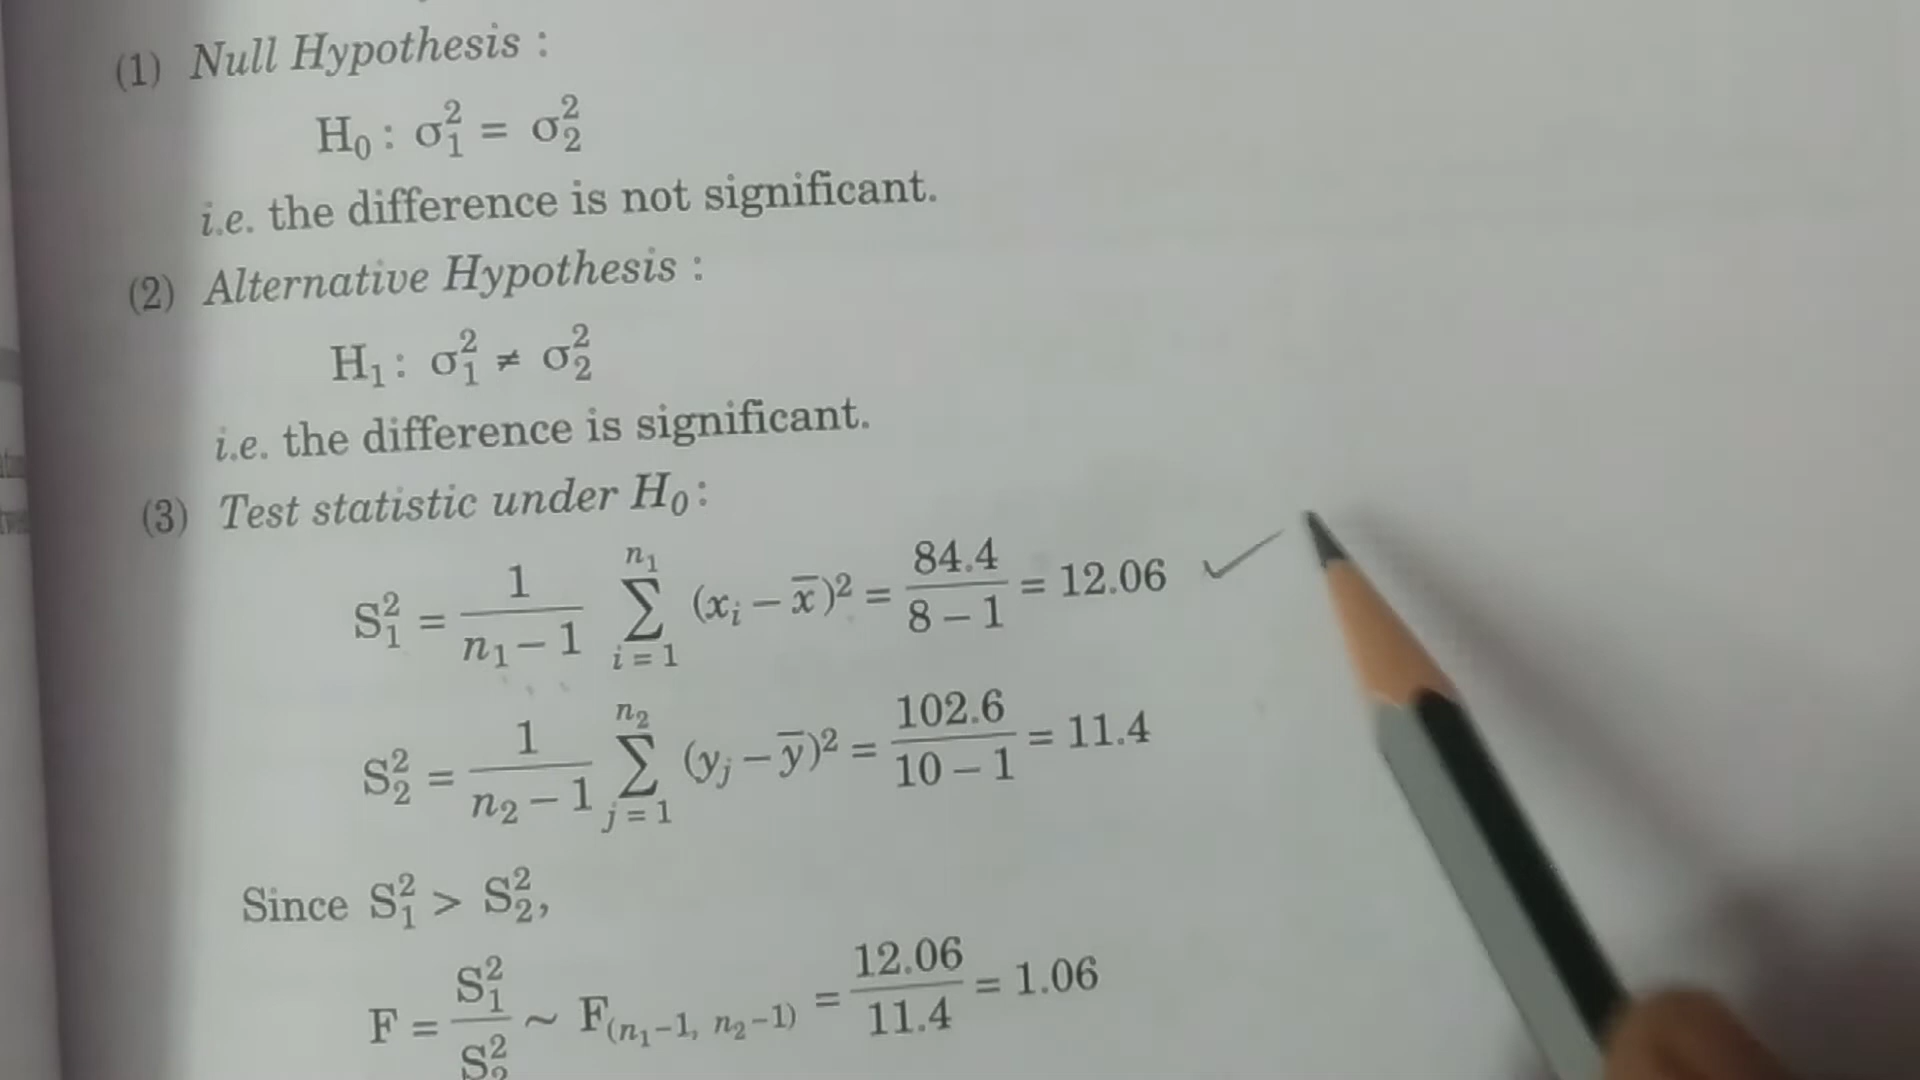 (1) Null Hypothesis :
H₀ : σ₁² = σ₂²
i.e. the difference is not significant.
(2) Alternative Hypothesis :
H₁ : σ₁² ≠ σ₂²
i.e. the difference is significant.
(3) Test statistic under H₀ :
S₁² = 1/(n₁ − 1) ∑_{i = 1}^{n₁} (xᵢ − x̄)² = 84.4/(8 − 1) = 12.06
S₂² = 1/(n₂ − 1) ∑_{j = 1}^{n₂} (yⱼ − ȳ)² = 102.6/(10 − 1) = 11.4
Since S₁² > S₂²,
F = S₁²/S₂² ~ F₍n₁−1, n₂−1₎ = 12.06/11.4 = 1.06